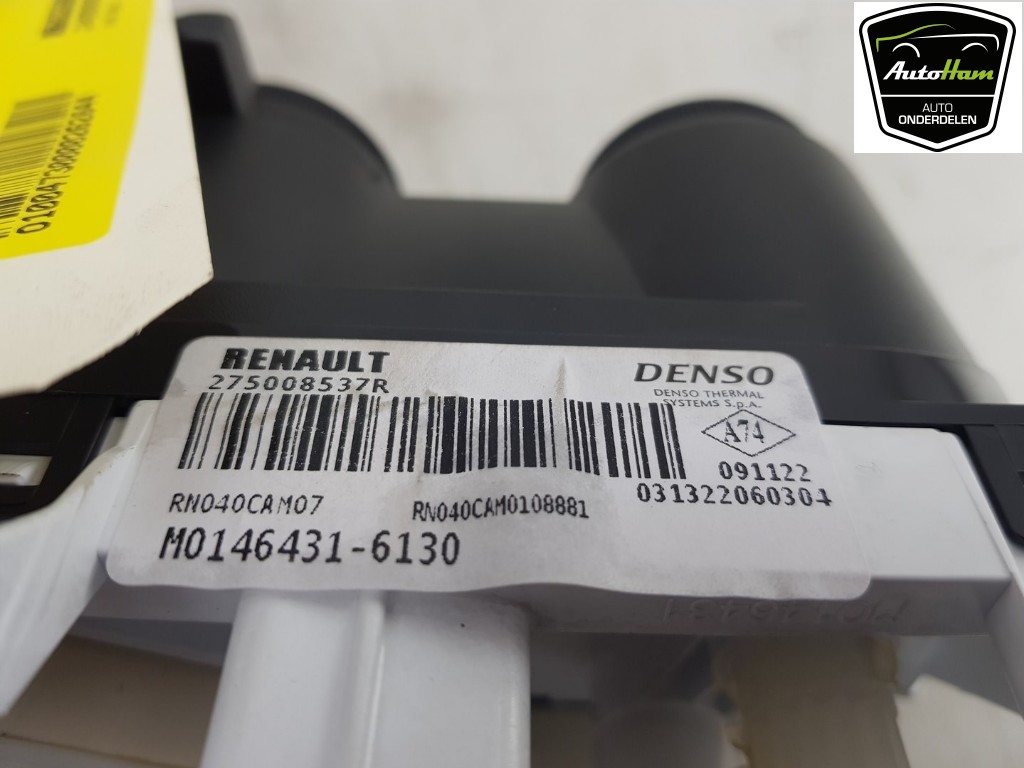 AutoHam
AUTO
ONDERDELEN
RENAULT
275008537R
DENSO
DENSO THERMAL
SYSTEMS S.p.A.
A74
091122
031322060304
RN040CAM07
RN040CAM0108881
M0146431-6130